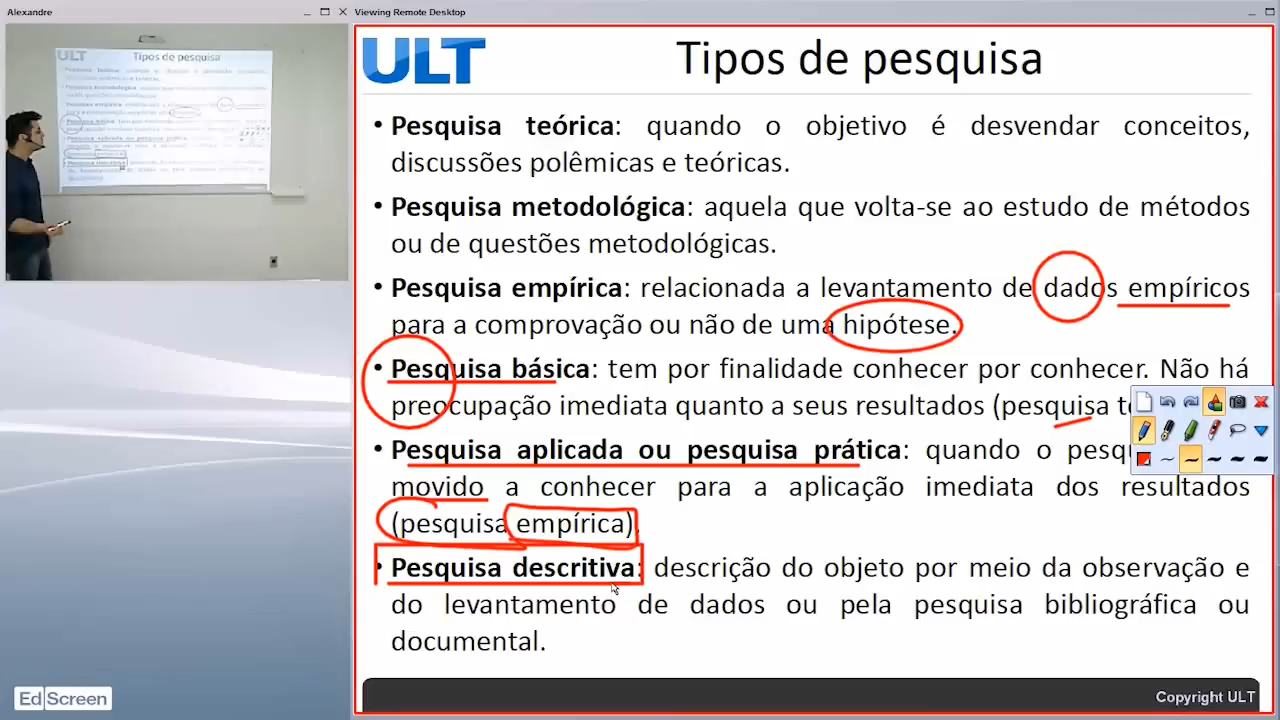 Alexandre
Viewing Remote Desktop
Tipos de pesquisa
ULT
Tipos de pesquisa
• Pesquisa teórica: quando o objetivo é desvendar conceitos,
discussões polêmicas e teóricas.
• Pesquisa metodológica: aquela que volta-se ao estudo de métodos
ou de questões metodológicas.
• Pesquisa empírica: relacionada a levantamento de dados empíricos
para a comprovação ou não de uma hipótese.
• Pesquisa básica: tem por finalidade conhecer por conhecer. Não há
preocupação imediata quanto a seus resultados (pesquisa
• Pesquisa aplicada ou pesquisa prática: quando o
movido a conhecer para a aplicação imediata dos resultados
(pesquisa empírica).
• Pesquisa descritiva: descrição do objeto por meio da observação e
do levantamento de dados ou pela pesquisa bibliográfica ou
documental.
Ed Screen
Copyright ULT